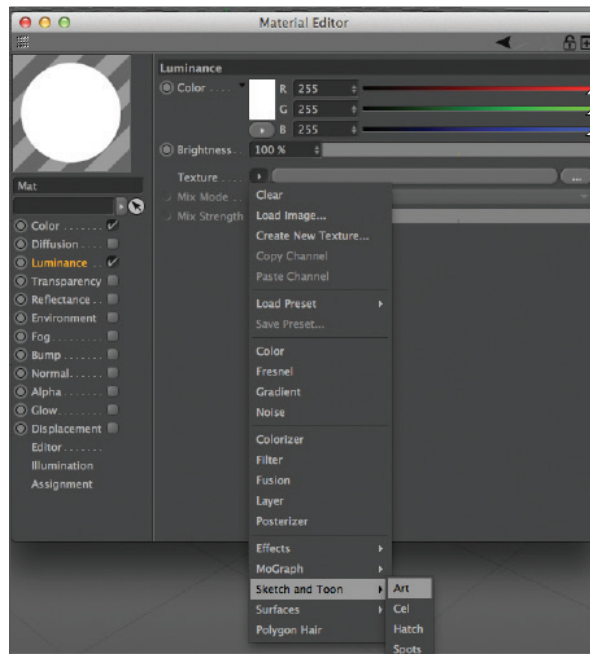 Material Editor
Luminance
Color . . . . R 255
G 255
B 255
Brightness . . 100 %
Texture . . . . ...
Mix Mode . .
Mix Strength
Mat
Color . . . . . . .
Diffusion . . . .
Luminance . .
Transparency
Reflectance . .
Environment
Fog . . . . . . . . .
Bump . . . . . . .
Normal. . . . . .
Alpha . . . . . . .
Glow. . . . . . . .
Displacement
Editor . . . . . . .
Illumination
Assignment
Clear
Load Image...
Create New Texture...
Copy Channel
Paste Channel
Load Preset
Save Preset...
Color
Fresnel
Gradient
Noise
Colorizer
Filter
Fusion
Layer
Posterizer
Effects
MoGraph
Sketch and Toon
Surfaces
Polygon Hair
Art
Cel
Hatch
Spots